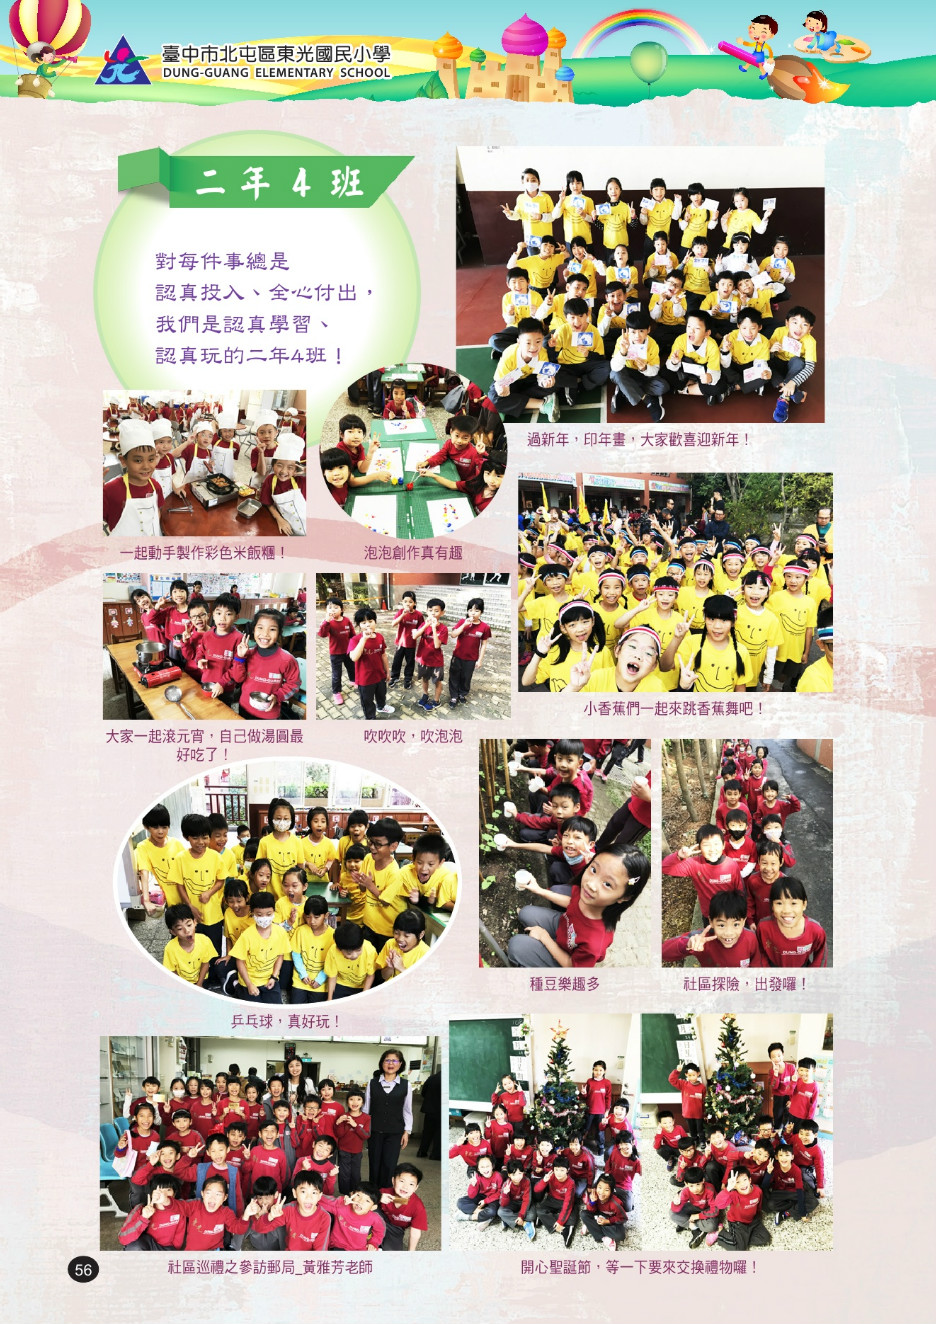 臺中市北屯區東光國民小學
DUNG-GUANG ELEMENTARY SCHOOL
二年4班
對每件事總是
認真投入、全心付出，
我們是認真學習、
認真玩的二年4班！
過新年，印年畫，大家歡喜迎新年！
一起動手製作彩色米飯糰！
泡泡創作真有趣
小香蕉們一起來跳香蕉舞吧！
大家一起滾元宵，自己做湯圓最
好吃了！
吹吹吹，吹泡泡
種豆樂趣多
社區探險，出發囉！
乒乓球，真好玩！
社區巡禮之參訪郵局_黃雅芳老師
開心聖誕節，等一下要來交換禮物囉！
56